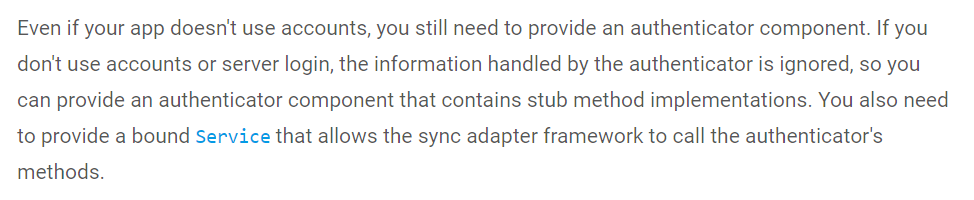 Even if your app doesn't use accounts, you still need to provide an authenticator component. If you
don't use accounts or server login, the information handled by the authenticator is ignored, so you
can provide an authenticator component that contains stub method implementations. You also need
to provide a bound Service that allows the sync adapter framework to call the authenticator's
methods.